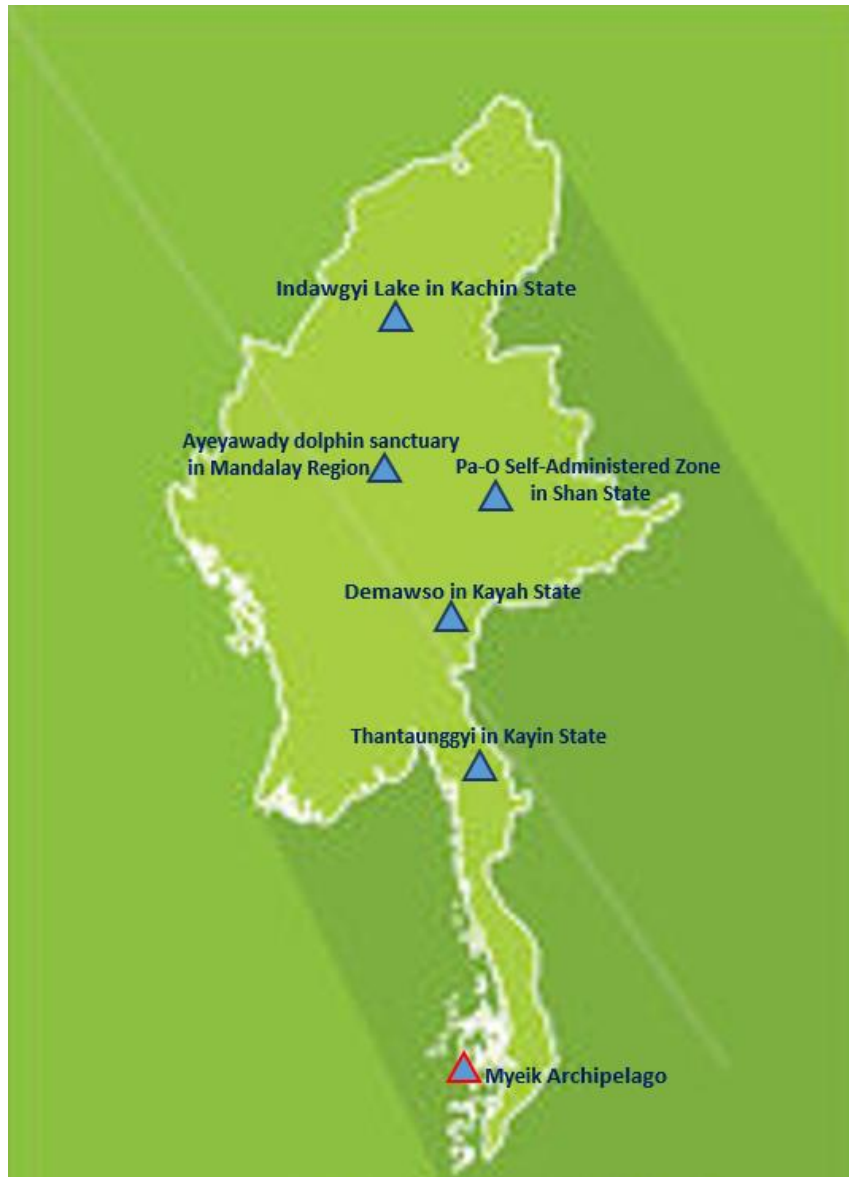 Indawgyi Lake in Kachin State
Ayeyawady dolphin sanctuary
in Mandalay Region
Pa-O Self-Administered Zone
in Shan State
Demawso in Kayah State
Thantaunggyi in Kayin State
Myeik Archipelago